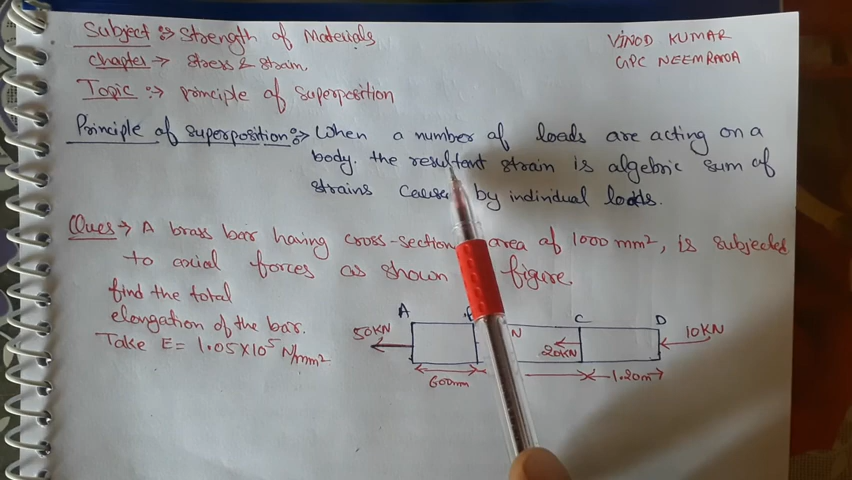 Subject :→ Strength of Materials
VINOD KUMAR
Chapter → Stress & Strain
GPC NEEMRANA
Topic :→ principle of superposition
Principle of superposition :→ When a number of loads are acting on a
body. the resultant strain is algebric sum of
strains cause by individual loads.
Ques → A brass bar having cross-section area of 1000 mm², is subjected
to axial forces as shown figure.
find the total
elongation of the bar.
Take E = 1.05 X 10⁵ N/mm²
A B C D
50KN N 20KN 10KN
600mm 1.20m